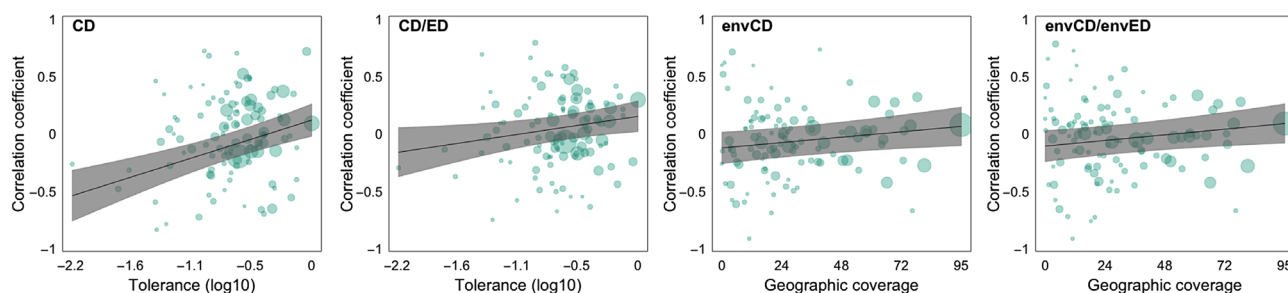 CD
Correlation coefficient
1
0.5
0
−0.5
−1
−2.2 −1.6 −1.1 −0.5 0
Tolerance (log10)
CD/ED
Correlation coefficient
1
0.5
0
−0.5
−1
−2.2 −1.6 −1.1 −0.5 0
Tolerance (log10)
envCD
Correlation coefficient
1
0.5
0
−0.5
−1
0 24 48 72 95
Geographic coverage
envCD/envED
Correlation coefficient
1
0.5
0
−0.5
−1
0 24 48 72 95
Geographic coverage